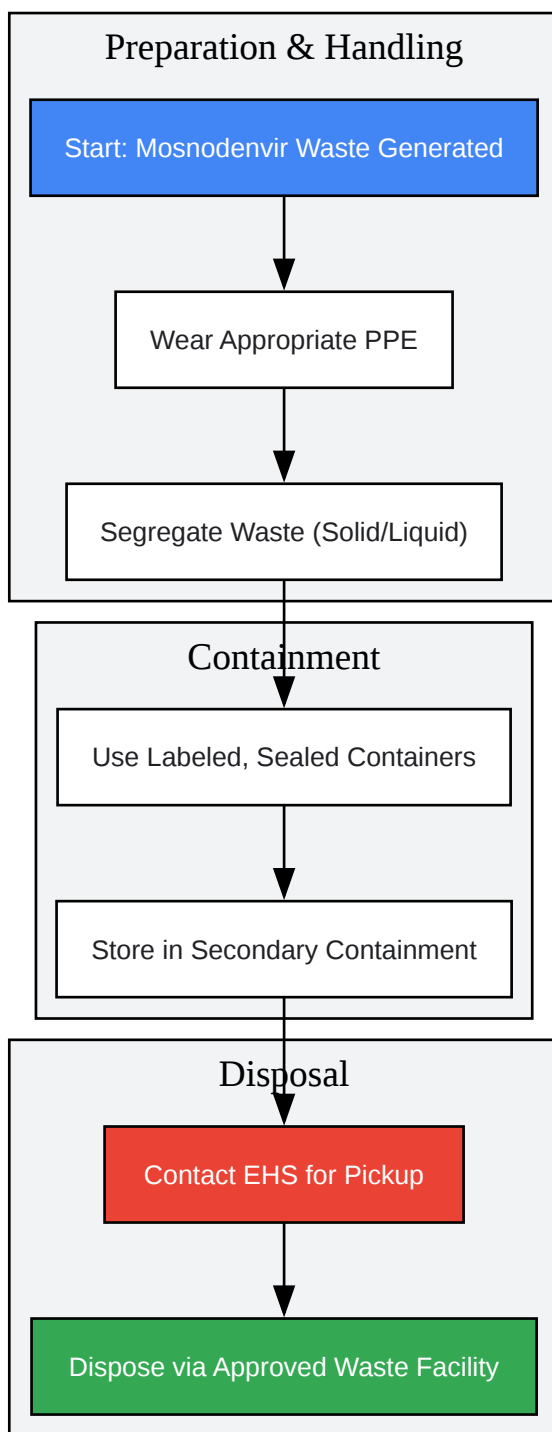 Preparation & Handling
Start: Mosnodenvir Waste Generated
Wear Appropriate PPE
Segregate Waste (Solid/Liquid)
Containment
Use Labeled, Sealed Containers
Store in Secondary Containment
Disposal
Contact EHS for Pickup
Dispose via Approved Waste Facility